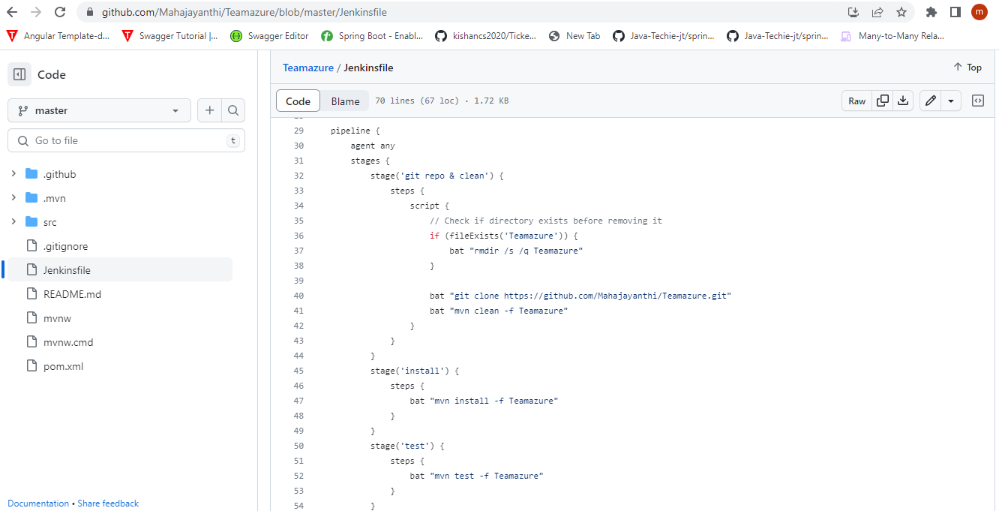 github.com/Mahajayanthi/Teamazure/blob/master/Jenkinsfile
m
Angular Template-d...
Swagger Tutorial |...
Swagger Editor
Spring Boot - Enabl...
kishancs2020/Ticke...
New Tab
Java-Techie-jt/sprin...
Java-Techie-jt/sprin...
Many-to-Many Rela...
Code
master
Go to file
t
.github
.mvn
src
.gitignore
Jenkinsfile
README.md
mvnw
mvnw.cmd
pom.xml
Documentation • Share feedback
Teamazure / Jenkinsfile
Top
Code Blame 70 lines (67 loc) · 1.72 KB
Raw
29 pipeline {
30 agent any
31 stages {
32 stage('git repo & clean') {
33 steps {
34 script {
35 // Check if directory exists before removing it
36 if (fileExists('Teamazure')) {
37 bat "rmdir /s /q Teamazure"
38 }
39
40 bat "git clone https://github.com/Mahajayanthi/Teamazure.git"
41 bat "mvn clean -f Teamazure"
42 }
43 }
44 }
45 stage('install') {
46 steps {
47 bat "mvn install -f Teamazure"
48 }
49 }
50 stage('test') {
51 steps {
52 bat "mvn test -f Teamazure"
53 }
54 }